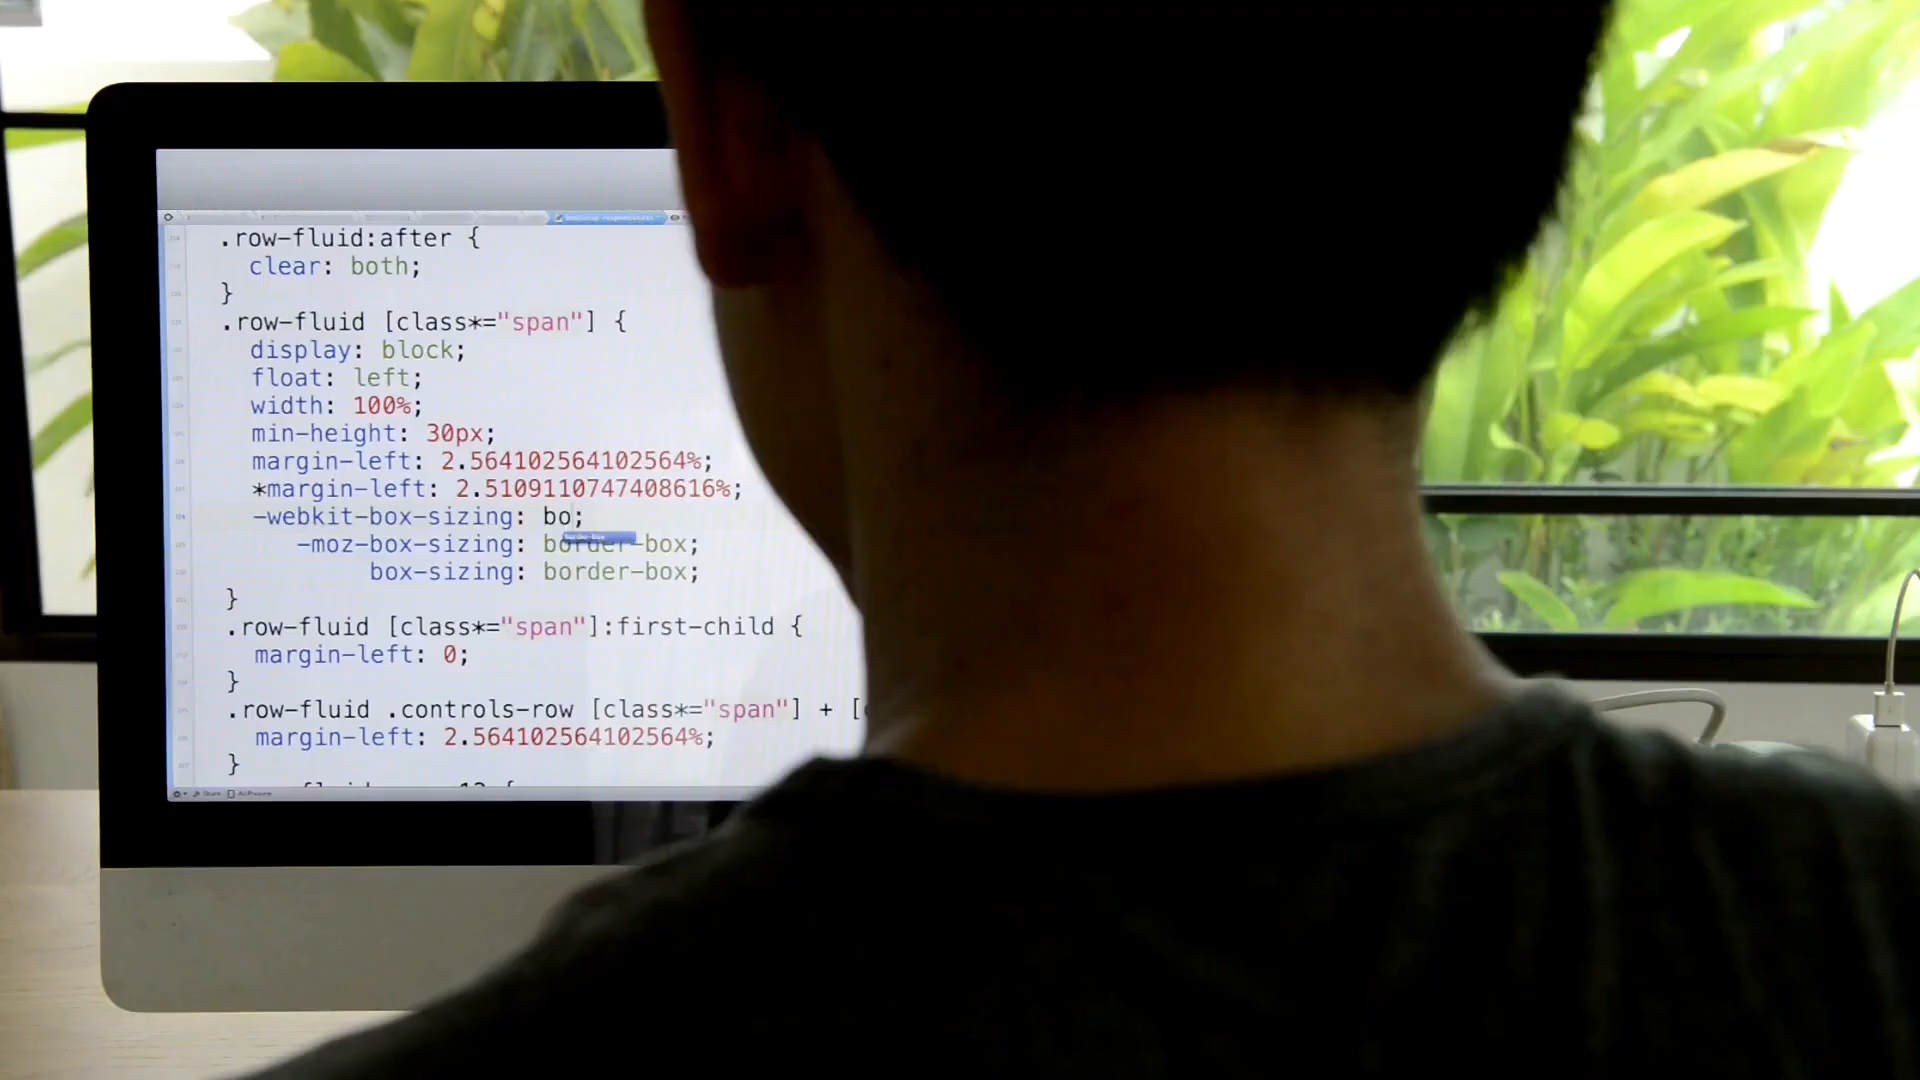 .row-fluid:after {
clear: both;
}
.row-fluid [class*="span"] {
display: block;
float: left;
width: 100%;
min-height: 30px;
margin-left: 2.564102564102564%;
*margin-left: 2.5109110747408616%;
-webkit-box-sizing: bo;
border-box
-moz-box-sizing: border-box;
box-sizing: border-box;
}
.row-fluid [class*="span"]:first-child {
margin-left: 0;
}
.row-fluid .controls-row [class*="span"] + [
margin-left: 2.564102564102564%;
}